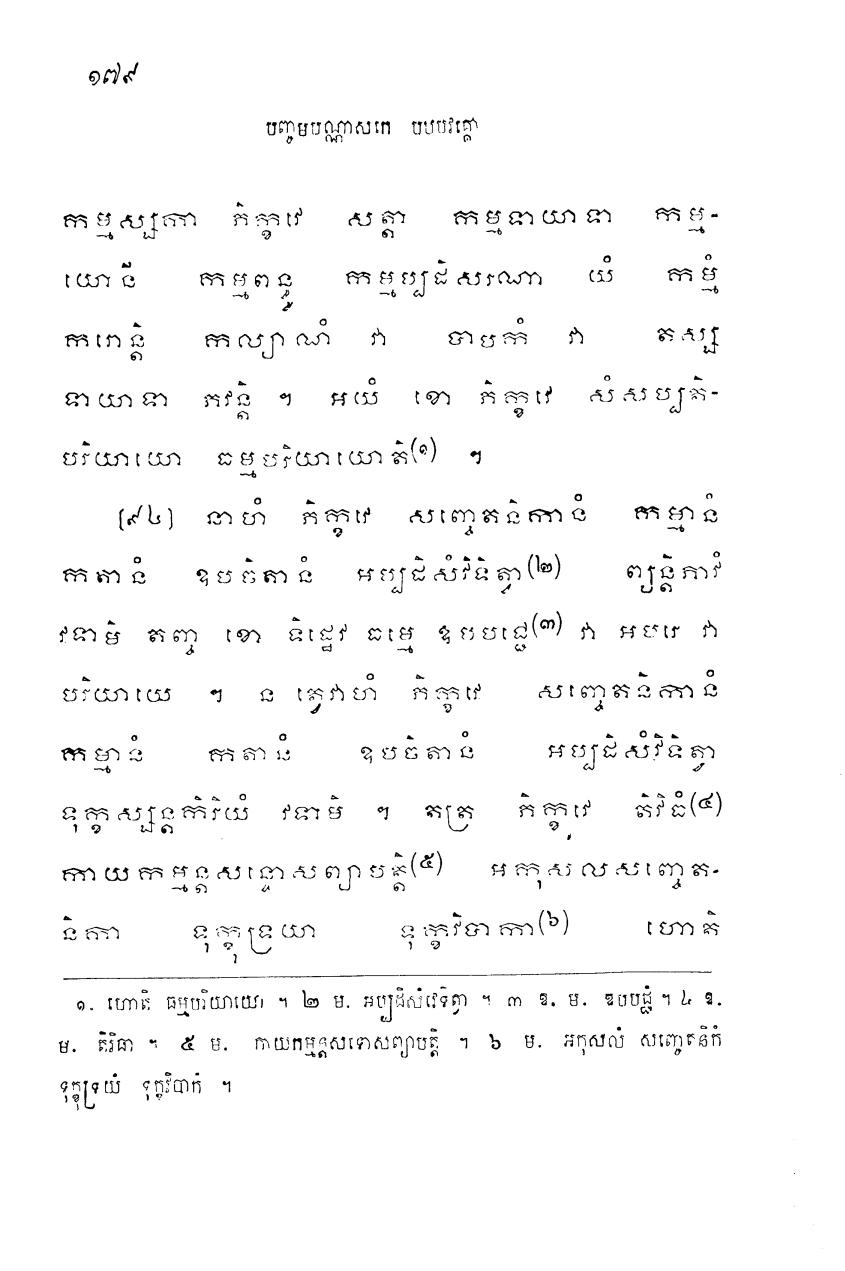 ១៧៩
បញ្ចមបណ្ណាសកេ បឋបវគ្គោ
កម្មស្សកា ភិក្ខវេ សត្តា កម្មទាយាទា កម្ម-
យោនី កម្មពន្ធូ កម្មប្បដិសរណា យំ កម្មំ
ករោន្តិ កល្យាណំ វា បាបកំ វា តស្ស
ទាយាទា ភវន្តិ ។ អយំ ខោ ភិក្ខវេ សំសប្បតិ-
បរិយាយោ ធម្មបរិយាយោតិ(១) ។
[៩៤] នាហំ ភិក្ខវេ សញ្ចេតនិកានំ កម្មានំ
កតានំ ឧបចិតានំ អប្បដិសំវិទិត្វា(២) ព្យន្តិភាវំ
វទាមិ តញ្ច ខោ ទិដ្ឋេវ ធម្មេ ឧបបជ្ជេ(៣) វា អបរេ វា
បរិយាយេ ។ ន ត្វេវាហំ ភិក្ខវេ សញ្ចេតនិកានំ
កម្មានំ កតានំ ឧបចិតានំ អប្បដិសំវិទិត្វា
ទុក្ខស្សន្តកិរិយំ វទាមិ ។ តត្រ ភិក្ខវេ តិវិធំ(៤)
កាយកម្មន្តសន្ទោសព្យាបត្តិ(៥) អកុសលសញ្ចេត-
និកា ទុក្ខុទ្រយា ទុក្ខវិបាកា(៦) ហោតិ
១. ហោតិ ធម្មបរិយាយោ ។ ២ ម. អប្បដិសំវេទិត្វា ។ ៣ ឧ. ម. ឧបបជ្ជំ ។ ៤ ឧ.
ម. តិវិធា ។ ៥ ម. កាយកម្មន្តសទោសព្យាបត្តិ ។ ៦ ម. អកុសលំ សញ្ចេតនិកំ
ទុក្ខុទ្រយំ ទុក្ខវិបាកំ ។